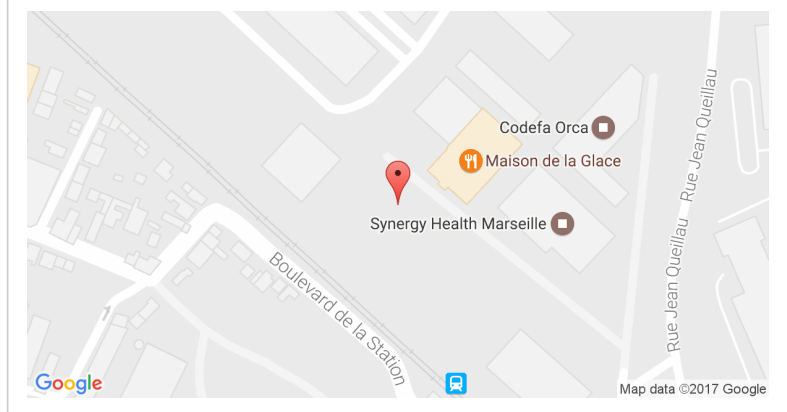 Codefa Orca
Maison de la Glace
Rue Jean Queillau
Synergy Health Marseille
Rue Jean Queillau
Boulevard de la Station
Google
Map data ©2017 Google